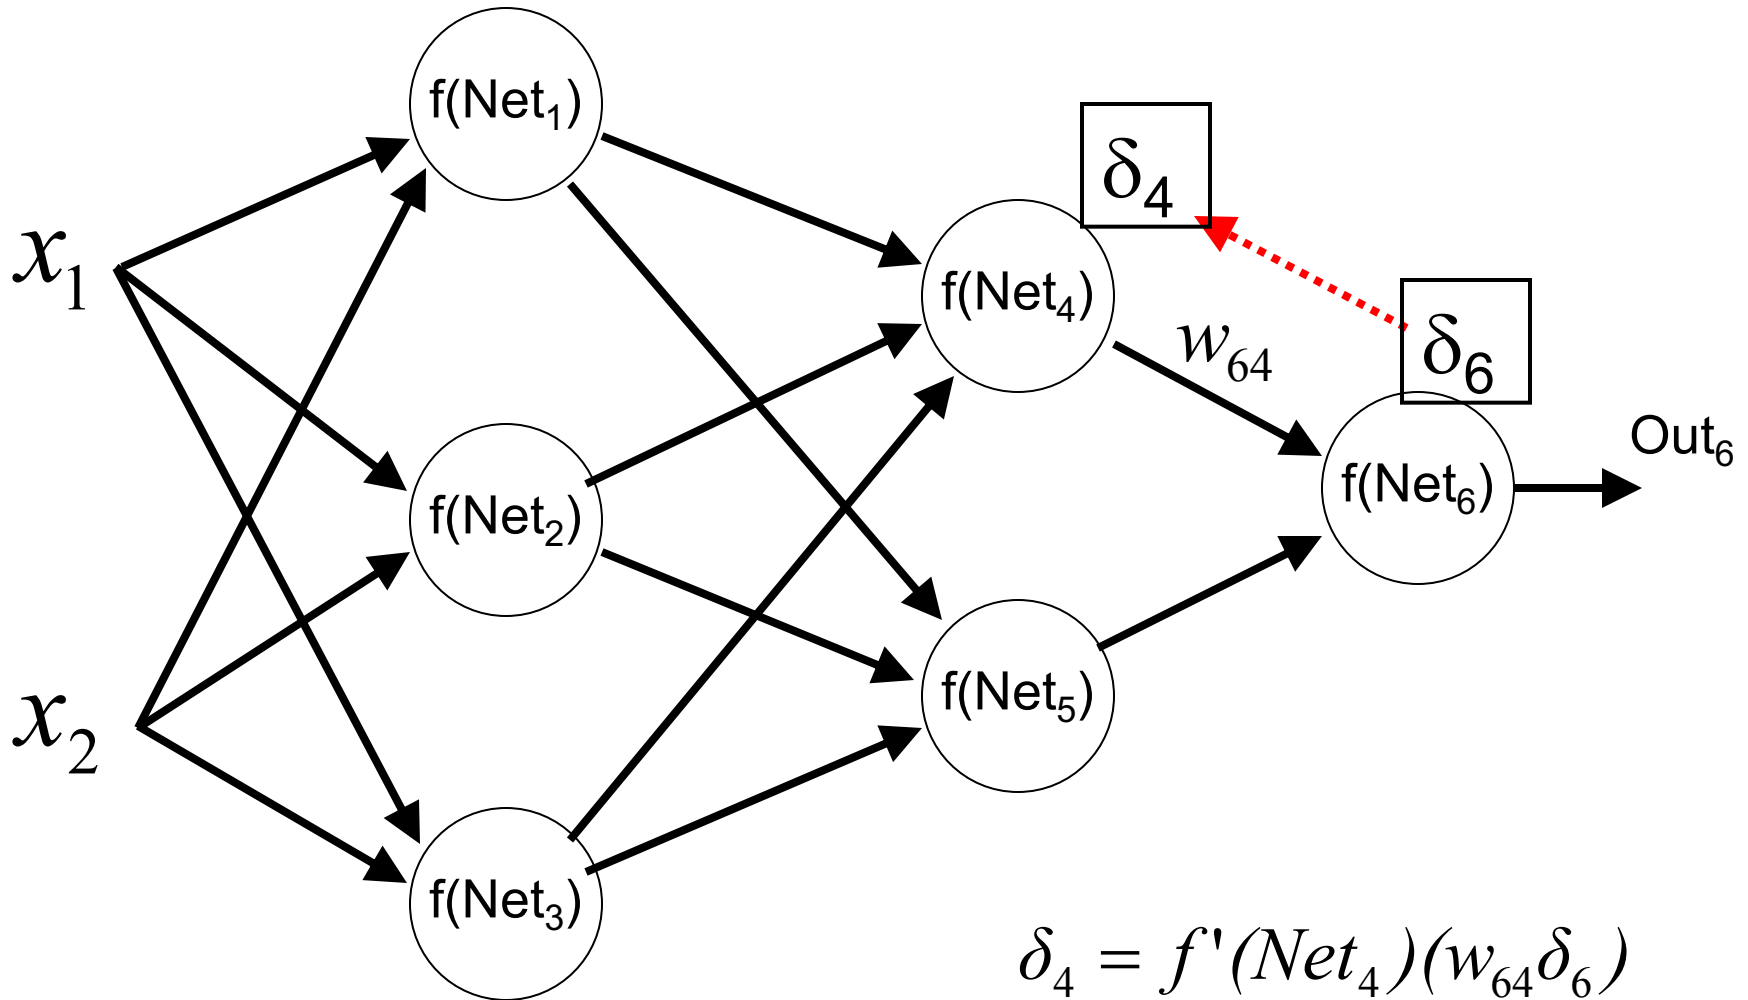 f(Net₁)
δ₄
x₁
f(Net₄)
w₆₄
δ₆
Out₆
f(Net₂)
f(Net₆)
x₂
f(Net₅)
f(Net₃)
δ₄ = f'(Net₄)(w₆₄δ₆)